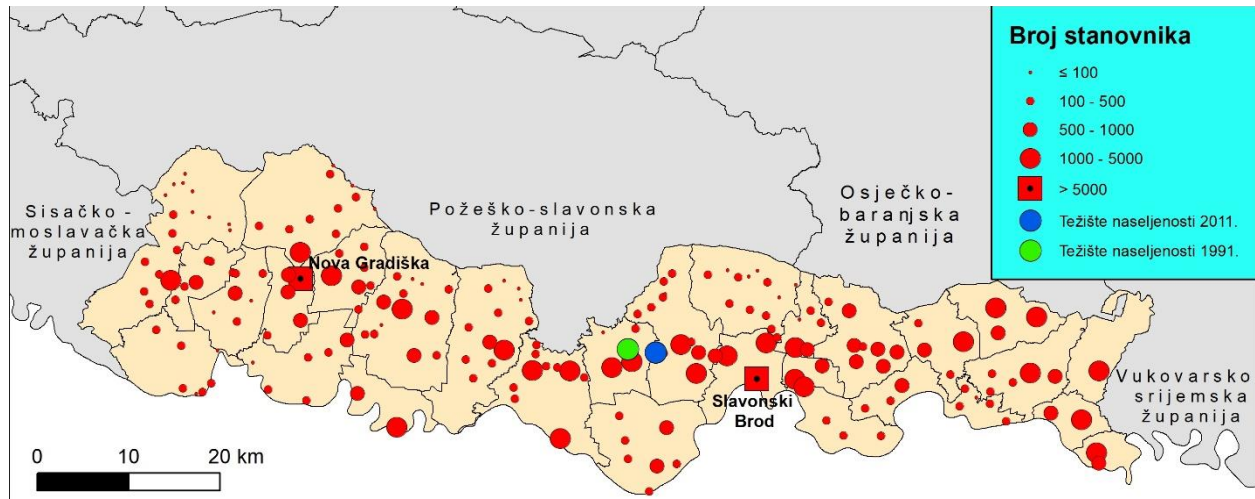 Broj stanovnika
≤ 100
100 - 500
500 - 1000
1000 - 5000
> 5000
Težište naseljenosti 2011.
Težište naseljenosti 1991.
Sisačko -
moslavačka
županija
Požeško-slavonska
županija
Osječko-
baranjska
županija
Nova Gradiška
Slavonski
Brod
Vukovarsko
srijemska
županija
0 10 20 km